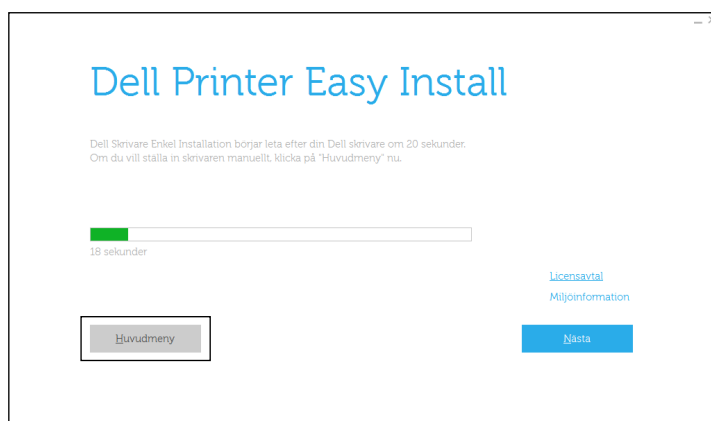 Dell Printer Easy Install
Dell Skrivare Enkel Installation börjar leta efter din Dell skrivare om 20 sekunder.
Om du vill ställa in skrivaren manuellt, klicka på "Huvudmeny" nu.
18 sekunder
Licensavtal
Miljöinformation
Huvudmeny
Nästa